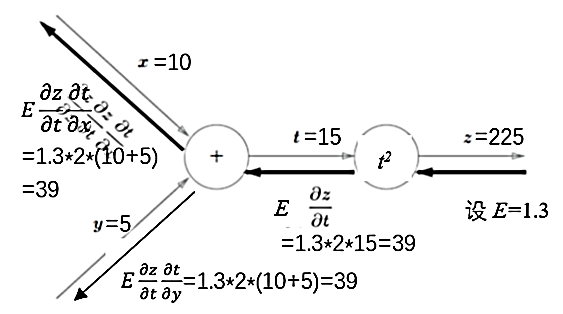 x=10
E ∂z/∂t ∂t/∂x
=1.3*2*(10+5)
=39
+
t=15
t²
z=225
E ∂z/∂t
=1.3*2*15=39
设 E=1.3
y=5
E ∂z/∂t ∂t/∂y=1.3*2*(10+5)=39